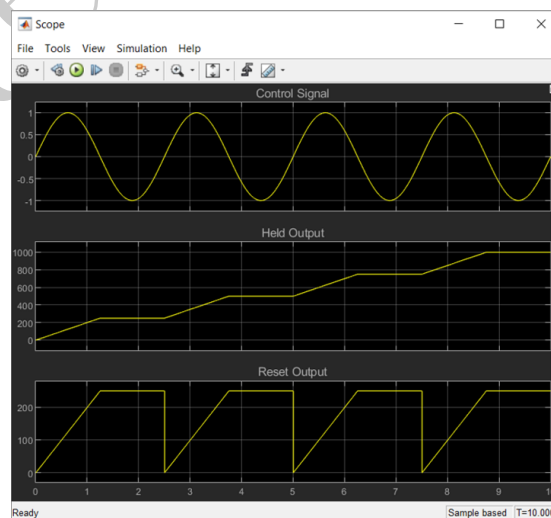 Scope
File Tools View Simulation Help
Control Signal
1
0.5
0
-0.5
-1
Held Output
1000
800
600
400
200
0
Reset Output
200
100
0
0 1 2 3 4 5 6 7 8 9
Ready Sample based